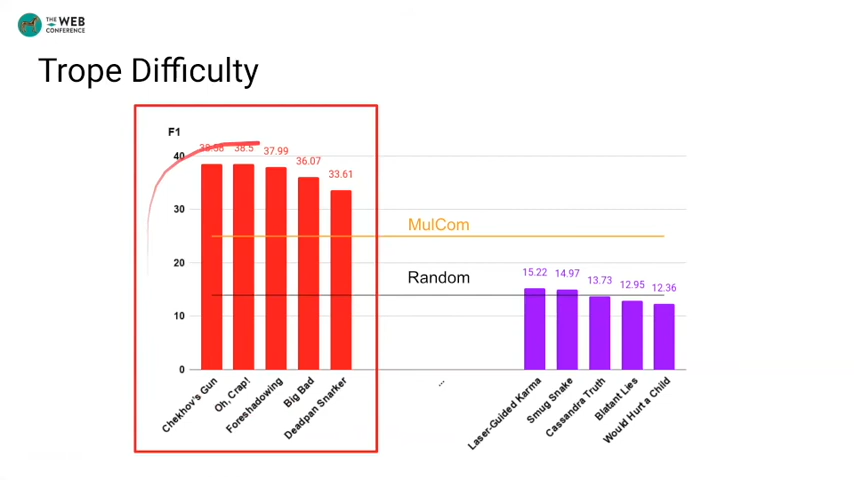 THE WEB CONFERENCE
Trope Difficulty
F1
40
30
20
10
0
38.5
37.99
36.07
33.61
MulCom
Random
15.22
14.97
13.73
12.95
12.36
Chekhov's Gun
Oh, Crap!
Foreshadowing
Big Bad
Deadpan Snarker
...
Laser-Guided Karma
Smug Snake
Cassandra Truth
Blatant Lies
Would Hurt a Child